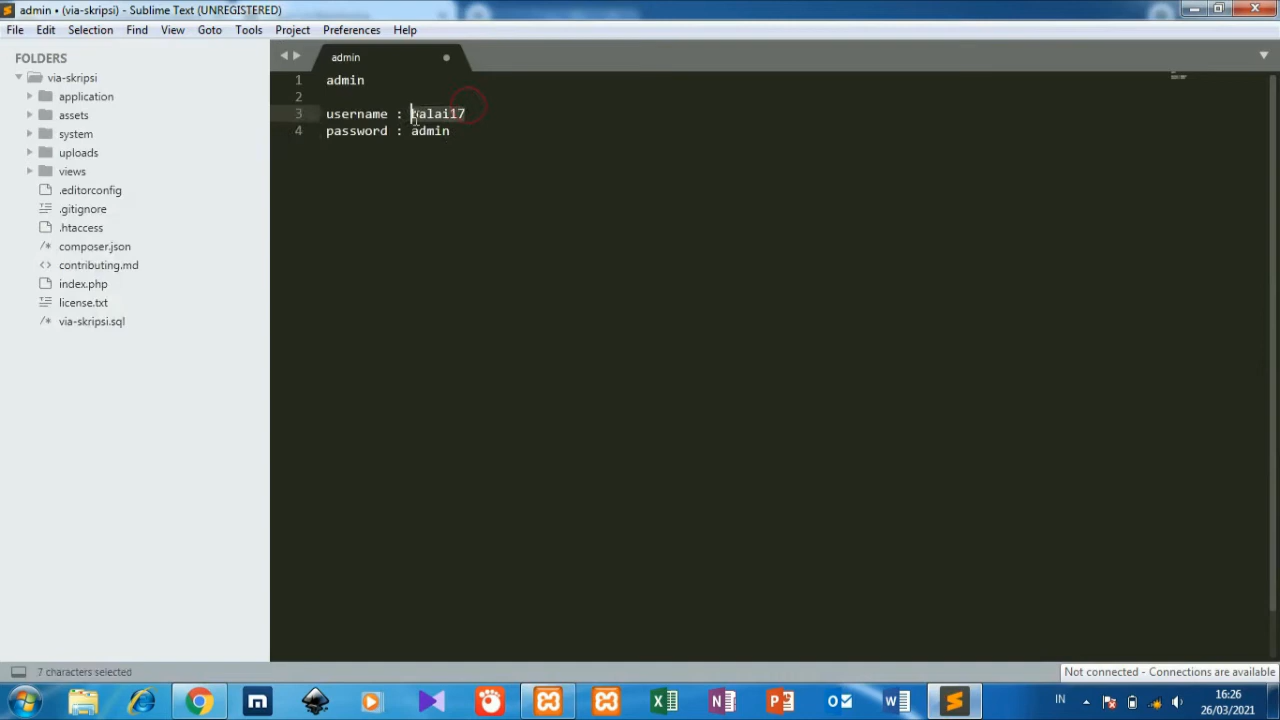 admin • (via-skripsi) - Sublime Text (UNREGISTERED)
File Edit Selection Find View Goto Tools Project Preferences Help
FOLDERS
via-skripsi
application
assets
system
uploads
views
.editorconfig
.gitignore
.htaccess
/* composer.json
<> contributing.md
index.php
license.txt
/* via-skripsi.sql
admin
1 admin
2
3 username :
4 password : admin
7 characters selected
Not connected - Connections are available
IN
16:26
26/03/2021